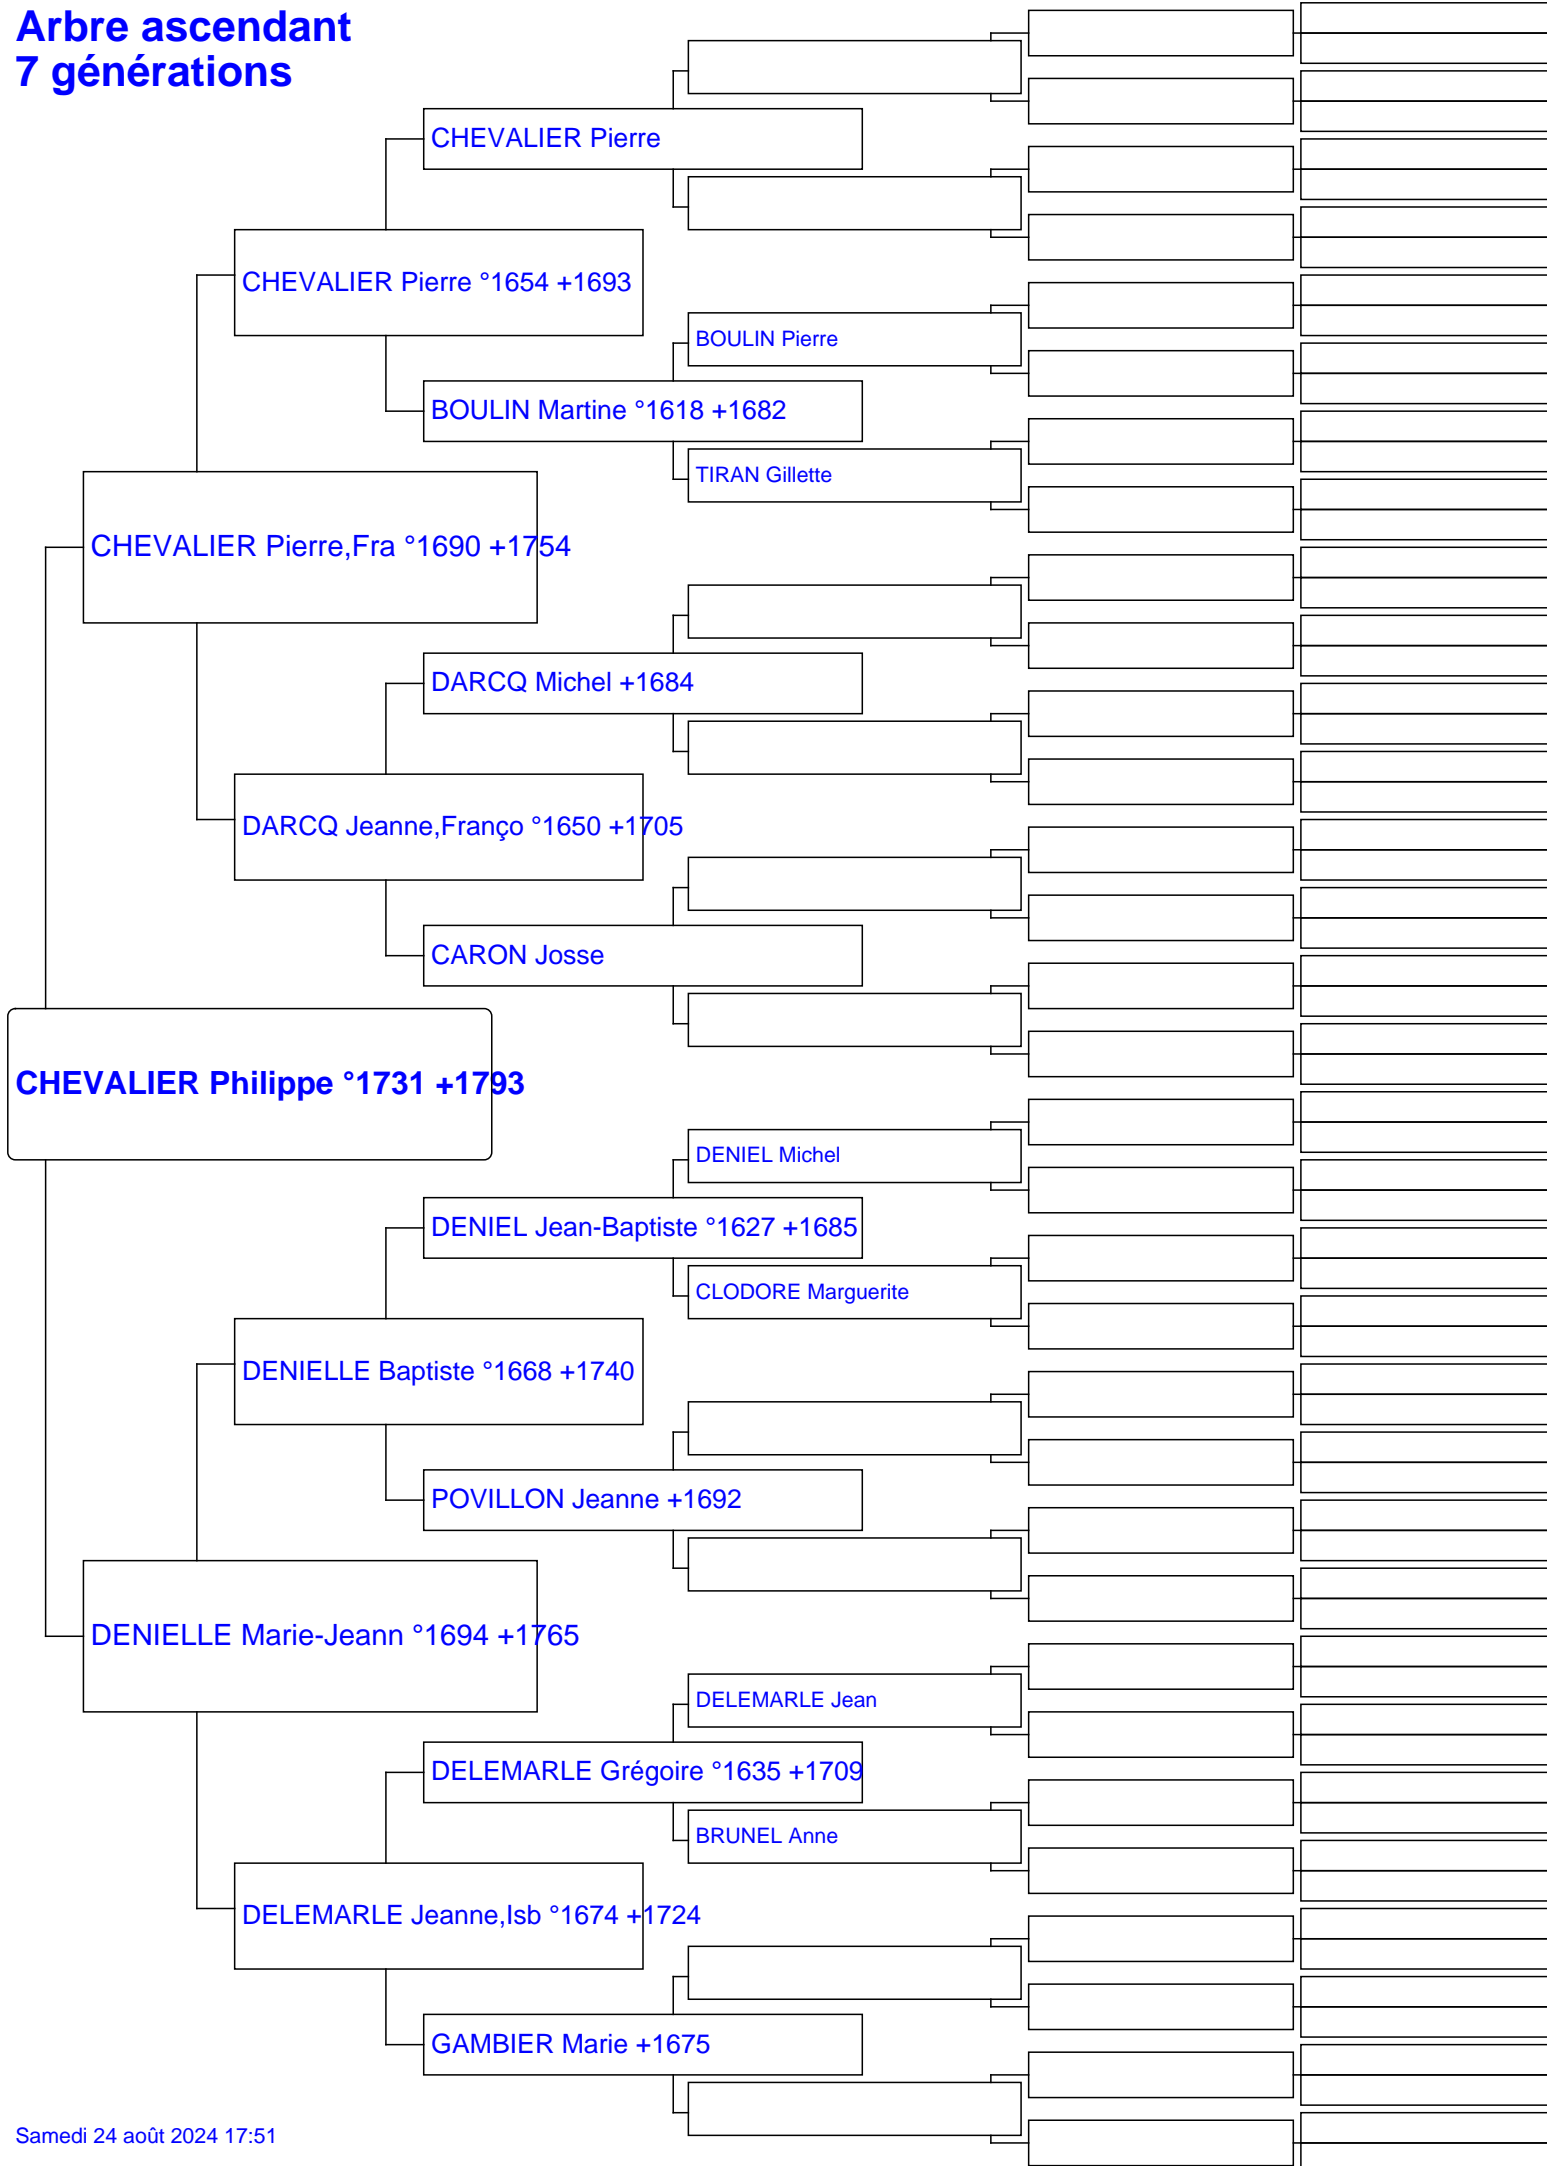 Arbre ascendant
7 générations
CHEVALIER Pierre
CHEVALIER Pierre °1654 +1693
BOULIN Pierre
BOULIN Martine °1618 +1682
TIRAN Gillette
CHEVALIER Pierre,Fra °1690 +1754
DARCQ Michel +1684
DARCQ Jeanne,Franço °1650 +1705
CARON Josse
CHEVALIER Philippe °1731 +1793
DENIEL Michel
DENIEL Jean-Baptiste °1627 +1685
CLODORE Marguerite
DENIELLE Baptiste °1668 +1740
POVILLON Jeanne +1692
DENIELLE Marie-Jeann °1694 +1765
DELEMARLE Jean
DELEMARLE Grégoire °1635 +1709
BRUNEL Anne
DELEMARLE Jeanne,Isb °1674 +1724
GAMBIER Marie +1675
Samedi 24 août 2024 17:51